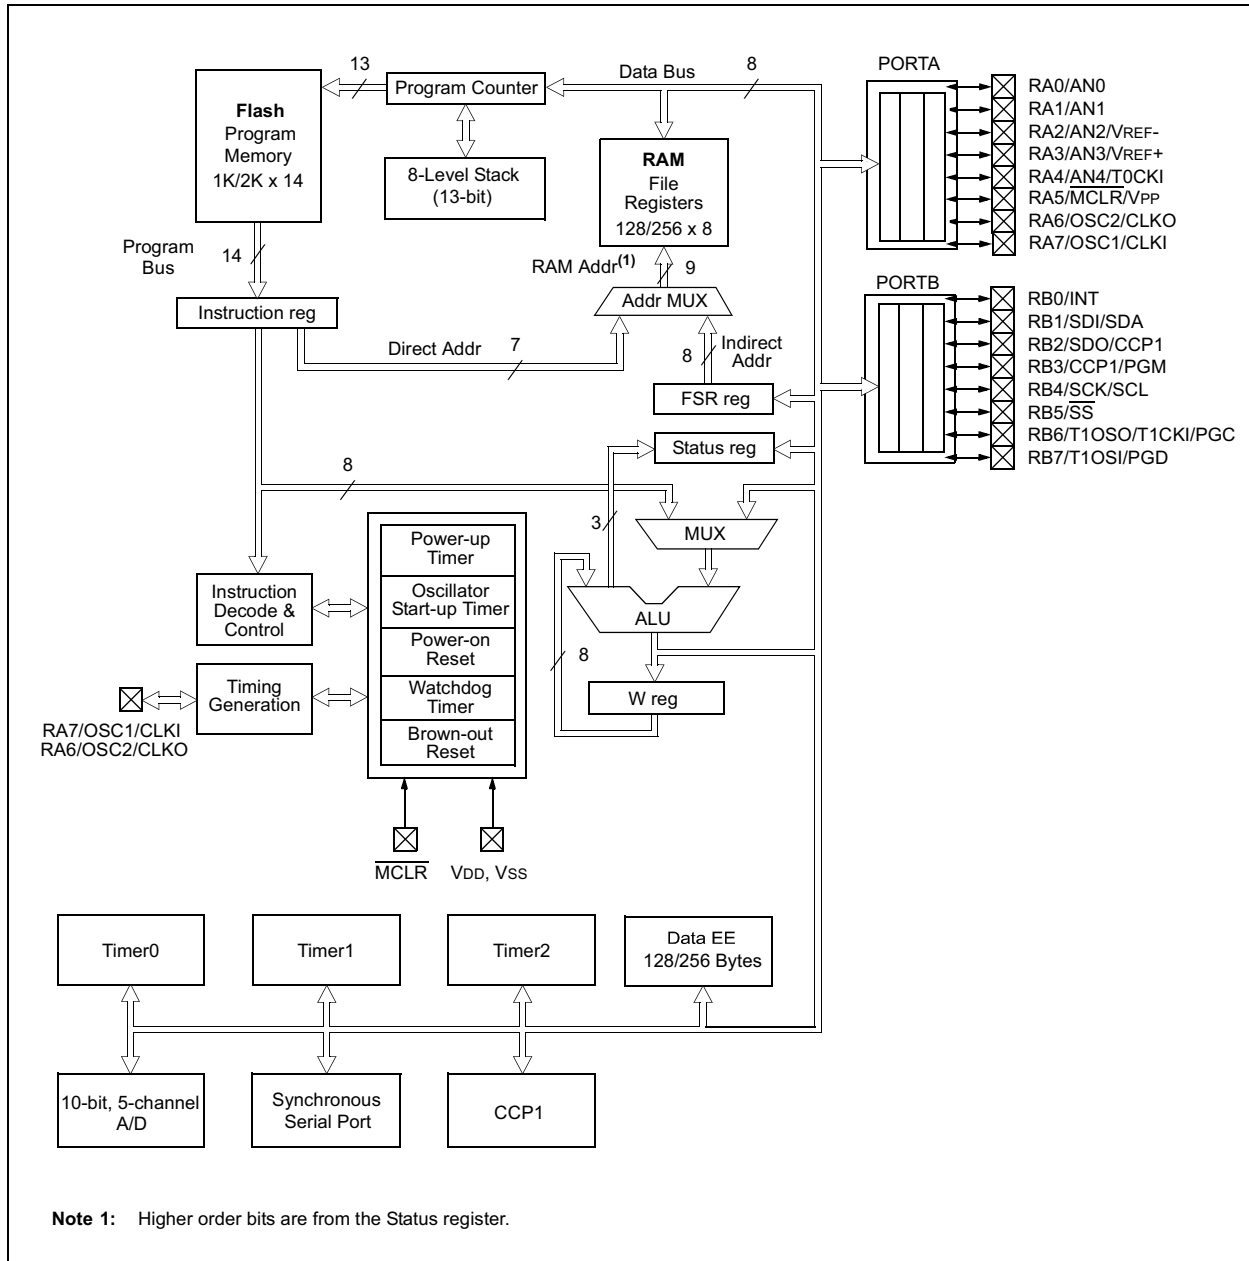 13
Data Bus
8
PORTA
Flash
Program
Memory
1K/2K x 14
Program Counter
8-Level Stack
(13-bit)
RAM
File
Registers
128/256 x 8
RA0/AN0
RA1/AN1
RA2/AN2/VREF-
RA3/AN3/VREF+
RA4/AN4/T0CKI
RA5/MCLR/VPP
RA6/OSC2/CLKO
RA7/OSC1/CLKI
Program
Bus
14
RAM Addr(1)
9
PORTB
Addr MUX
Instruction reg
Direct Addr
7
8
Indirect
Addr
FSR reg
RB0/INT
RB1/SDI/SDA
RB2/SDO/CCP1
RB3/CCP1/PGM
RB4/SCK/SCL
RB5/SS
RB6/T1OSO/T1CKI/PGC
RB7/T1OSI/PGD
Status reg
8
3
MUX
Power-up
Timer
Oscillator
Start-up Timer
Power-on
Reset
Watchdog
Timer
Brown-out
Reset
Instruction
Decode &
Control
ALU
8
W reg
Timing
Generation
RA7/OSC1/CLKI
RA6/OSC2/CLKO
MCLR
VDD, VSS
Timer0
Timer1
Timer2
Data EE
128/256 Bytes
10-bit, 5-channel
A/D
Synchronous
Serial Port
CCP1
Note 1: Higher order bits are from the Status register.